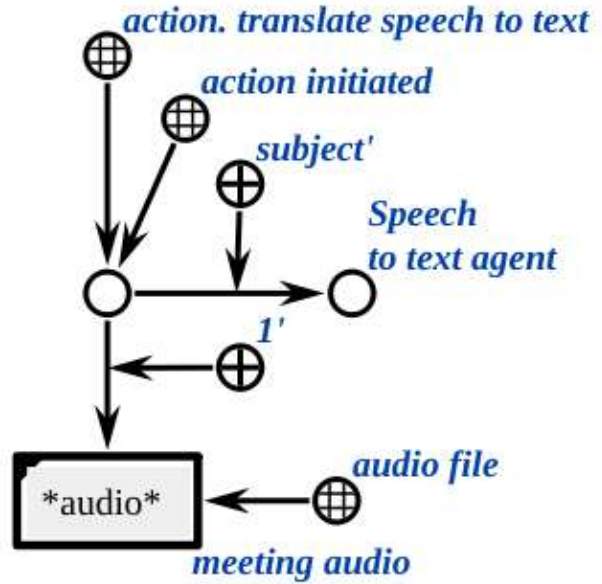 action. translate speech to text
action initiated
subject'
Speech
to text agent
1'
audio file
*audio*
meeting audio